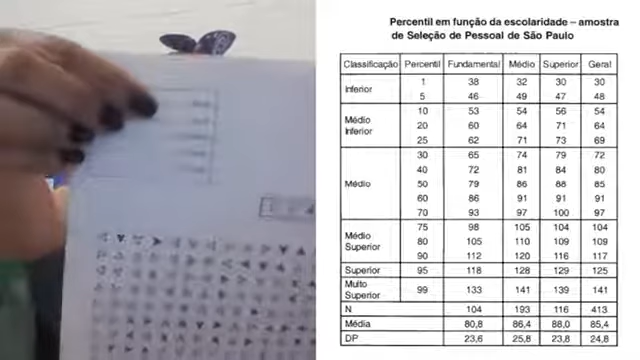 Percentil em função da escolaridade – amostra
de Seleção de Pessoal de São Paulo
Classificação Percentil Fundamental Médio Superior Geral
Inferior
1 38 32 30 30
5 46 49 47 48
Médio Inferior
10 53 54 56 54
20 60 64 71 64
25 62 71 73 69
Médio
30 65 74 79 72
40 72 81 84 80
50 79 86 88 85
60 86 91 91 91
70 93 97 100 97
Médio Superior
75 98 105 104 104
80 105 110 109 109
90 112 120 116 117
Superior 95 118 128 129 125
Muito Superior 99 133 141 139 141
N 104 193 116 413
Média 80,8 86,4 88,0 85,4
DP 23,6 25,8 23,8 24,8